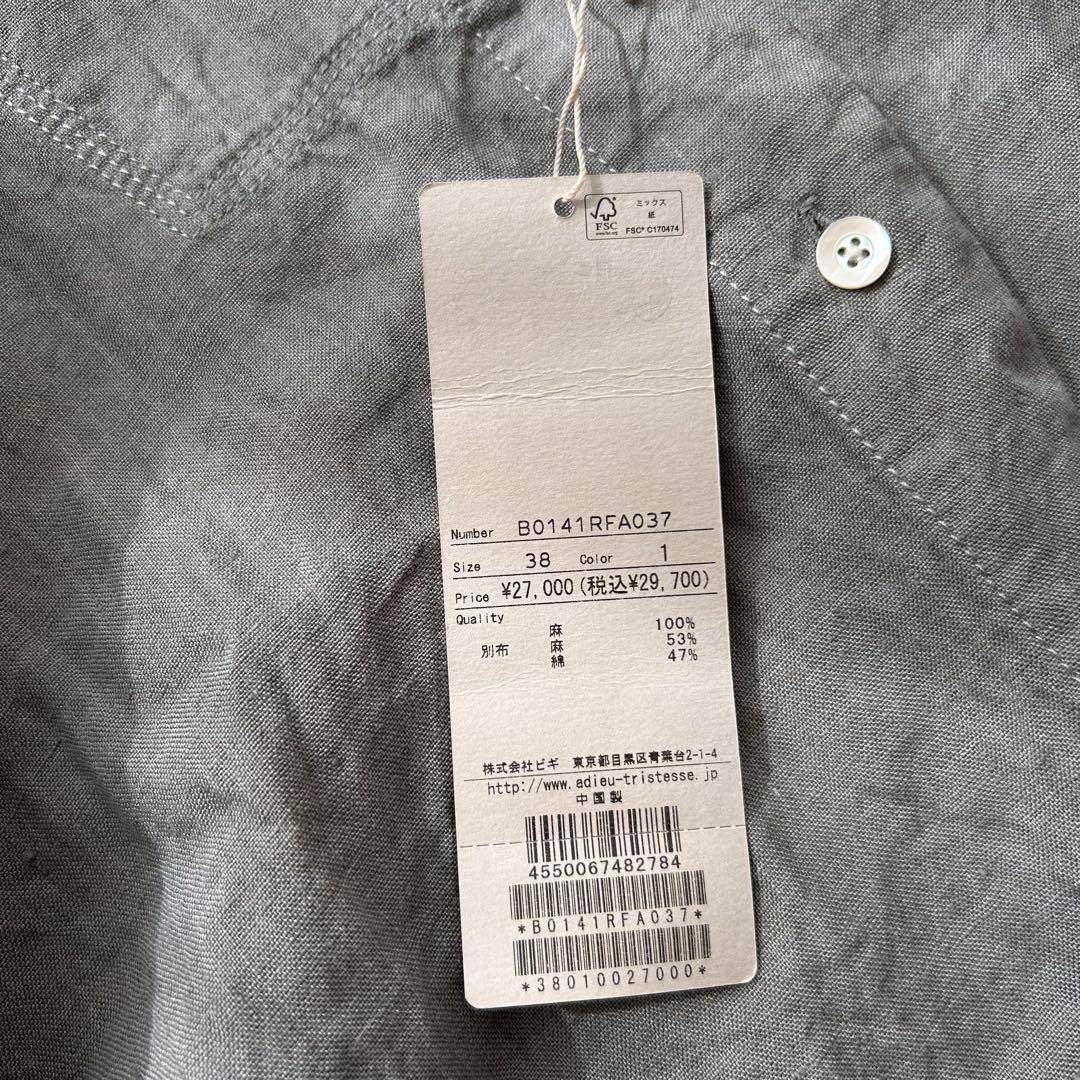 ミックス
紙
FSC
www.fsc.org
FSC® C170474
Number B0141RFA037
Size 38 Color 1
Price ¥27,000(税込¥29,700)
Quality
麻 100%
別布 麻 53%
綿 47%
株式会社ビギ 東京都目黒区青葉台2-1-4
http://www.adieu-tristesse.jp
中国製
4550067482784
*B0141RFA037*
*38010027000*